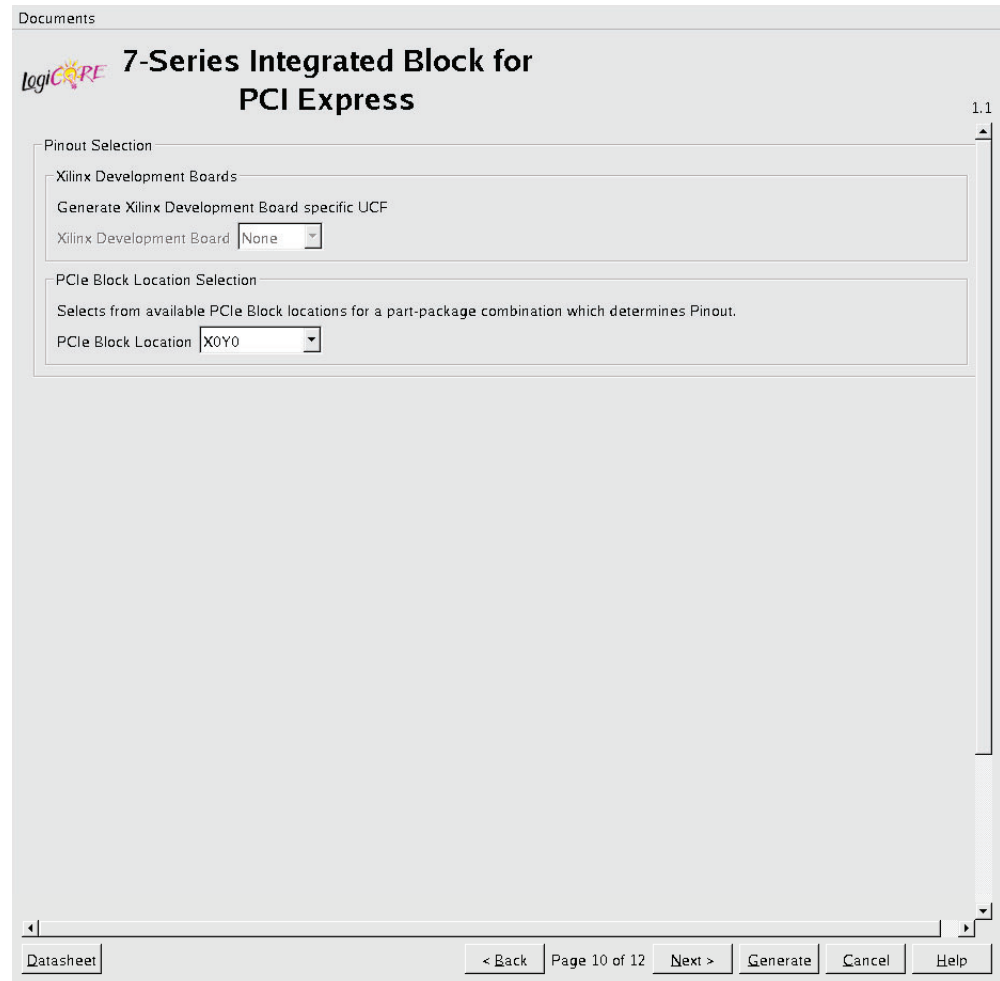 Documents
LogiCORE
7-Series Integrated Block for
PCI Express
1.1
Pinout Selection
Xilinx Development Boards
Generate Xilinx Development Board specific UCF
Xilinx Development Board None
PCIe Block Location Selection
Selects from available PCIe Block locations for a part-package combination which determines Pinout.
PCIe Block Location X0Y0
Datasheet < Back Page 10 of 12 Next > Generate Cancel Help